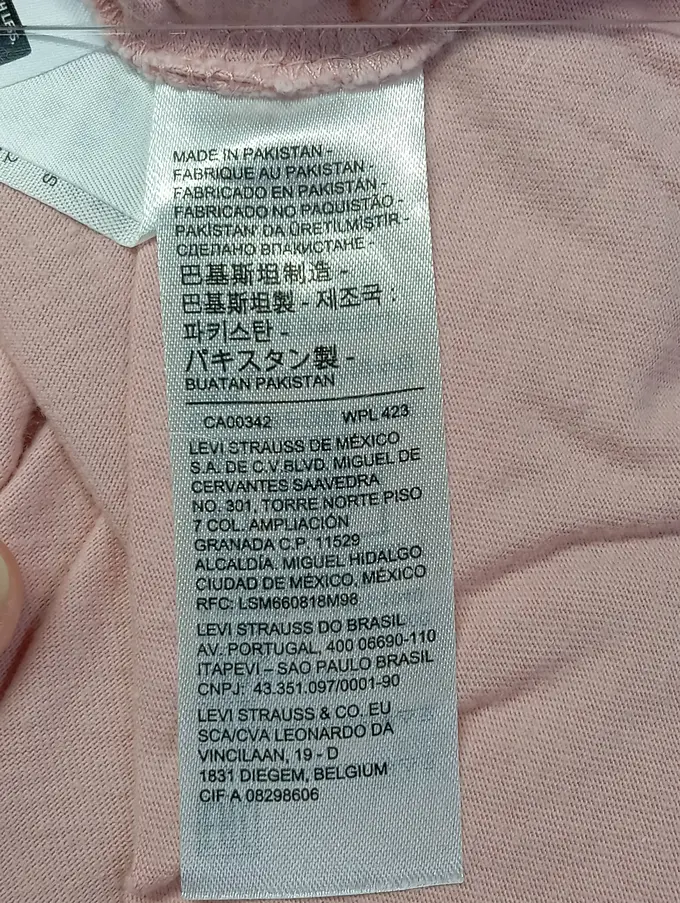 MADE IN PAKISTAN -
FABRIQUE AU PAKISTAN -
FABRICADO EN PAKISTÁN -
FABRICADO NO PAQUISTÃO -
PAKISTAN' DA ÜRETILMIŞTIR -
СДЕЛАНО ВПАКИСТАНЕ -
巴基斯坦制造 -
巴基斯坦製 - 제조국 :
파키스탄 -
パキスタン製 -
BUATAN PAKISTAN
CA00342 WPL 423
LEVI STRAUSS DE MÉXICO
S.A. DE C.V.BLVD. MIGUEL DE
CERVANTES SAAVEDRA
NO. 301, TORRE NORTE PISO
7 COL. AMPLIACIÓN
GRANADA C.P. 11529
ALCALDÍA. MIGUEL HIDALGO
CIUDAD DE MÉXICO, MÉXICO
RFC: LSM660818M98
LEVI STRAUSS DO BRASIL
AV. PORTUGAL, 400 06690-110
ITAPEVI – SAO PAULO BRASIL
CNPJ: 43.351.097/0001-90
LEVI STRAUSS & CO. EU
SCA/CVA LEONARDO DA
VINCILAAN, 19 - D
1831 DIEGEM, BELGIUM
CIF A 08298606